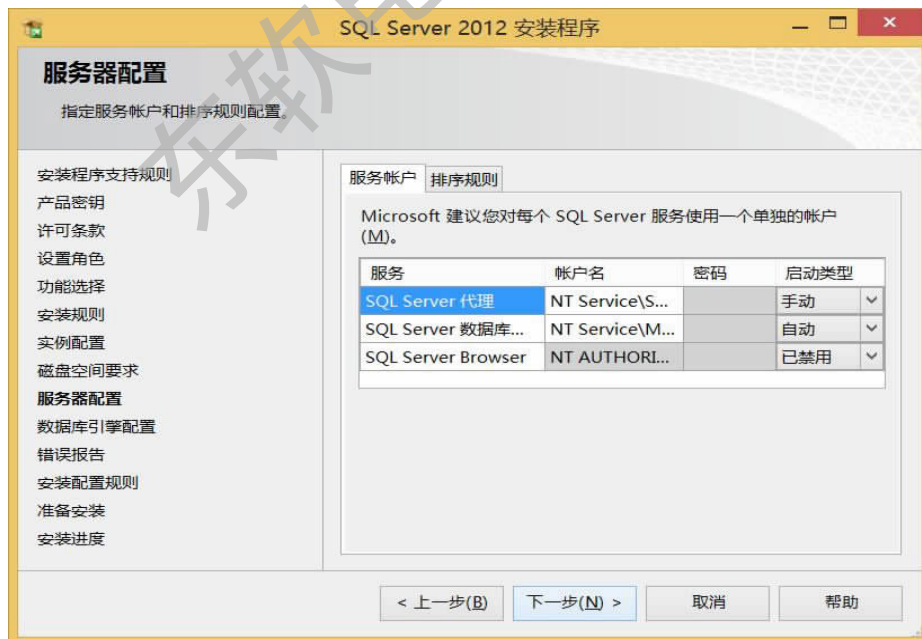 SQL Server 2012 安装程序
服务器配置
指定服务帐户和排序规则配置。
安装程序支持规则
产品密钥
许可条款
设置角色
功能选择
安装规则
实例配置
磁盘空间要求
服务器配置
数据库引擎配置
错误报告
安装配置规则
准备安装
安装进度
服务帐户 排序规则
Microsoft 建议您对每个 SQL Server 服务使用一个单独的帐户
(M)。
服务 帐户名 密码 启动类型
SQL Server 代理 NT Service\S... 手动
SQL Server 数据库... NT Service\M... 自动
SQL Server Browser NT AUTHORI... 已禁用
< 上一步(B) 下一步(N) > 取消 帮助
东软